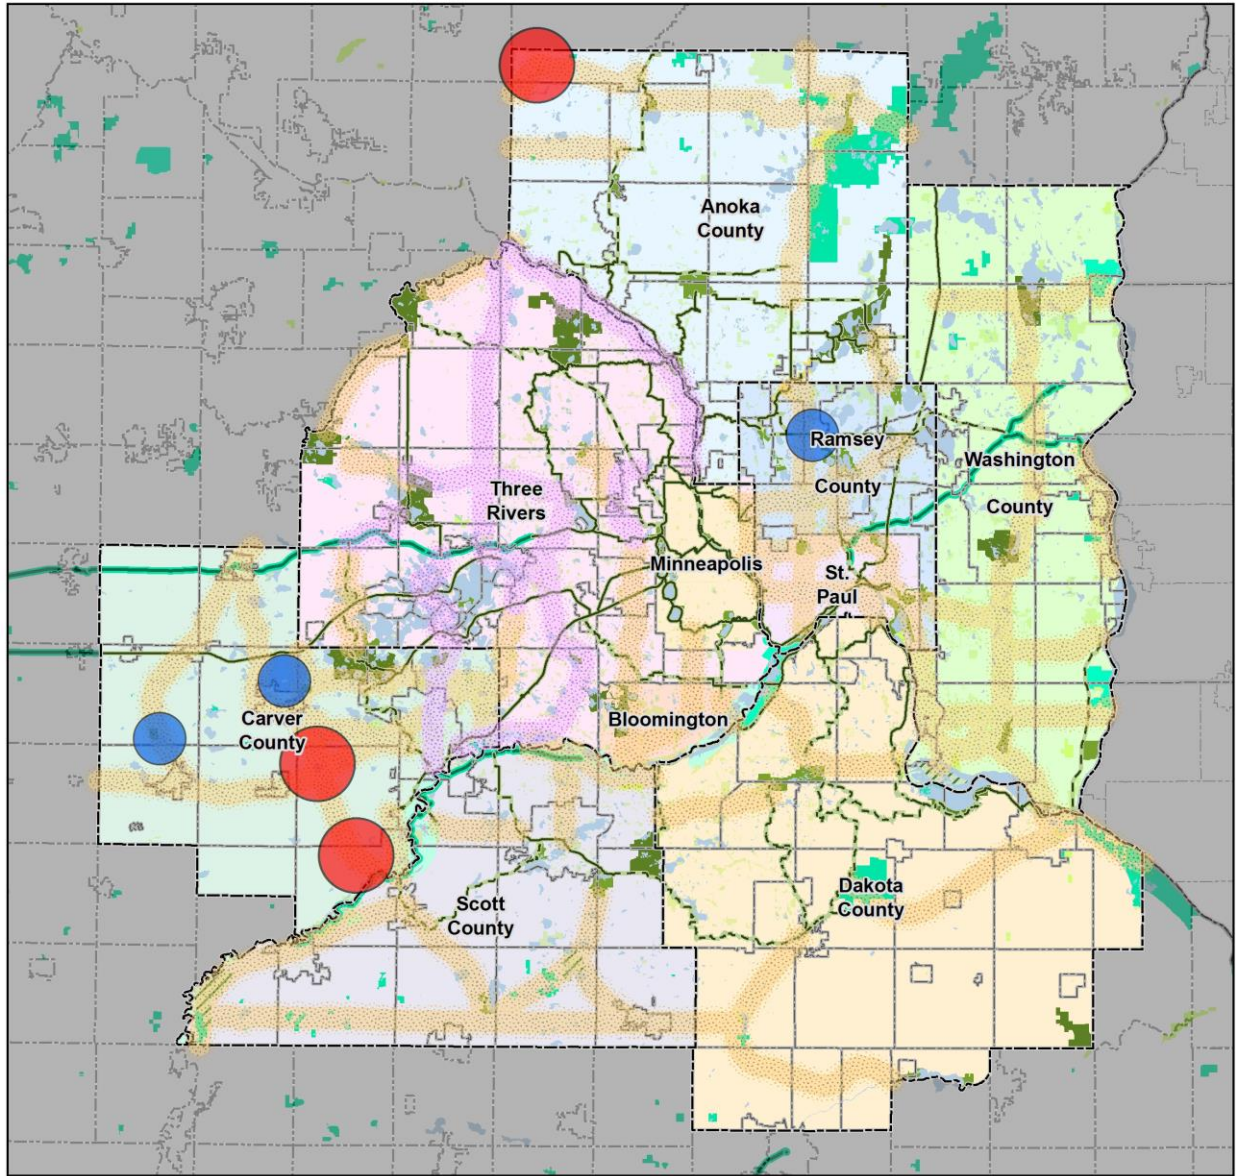 Anoka
County
Ramsey
County
Washington
County
Three
Rivers
Minneapolis
St.
Paul
Carver
County
Bloomington
Dakota
County
Scott
County